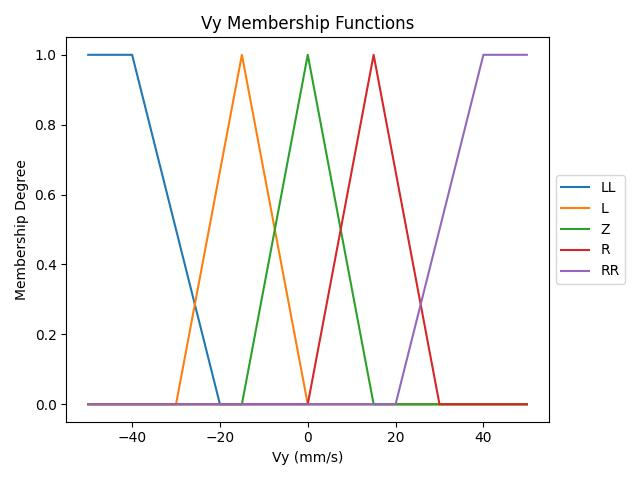 Vy Membership Functions
Membership Degree
1.0
0.8
0.6
0.4
0.2
0.0
−40
−20
0
20
40
Vy (mm/s)
LL
L
Z
R
RR